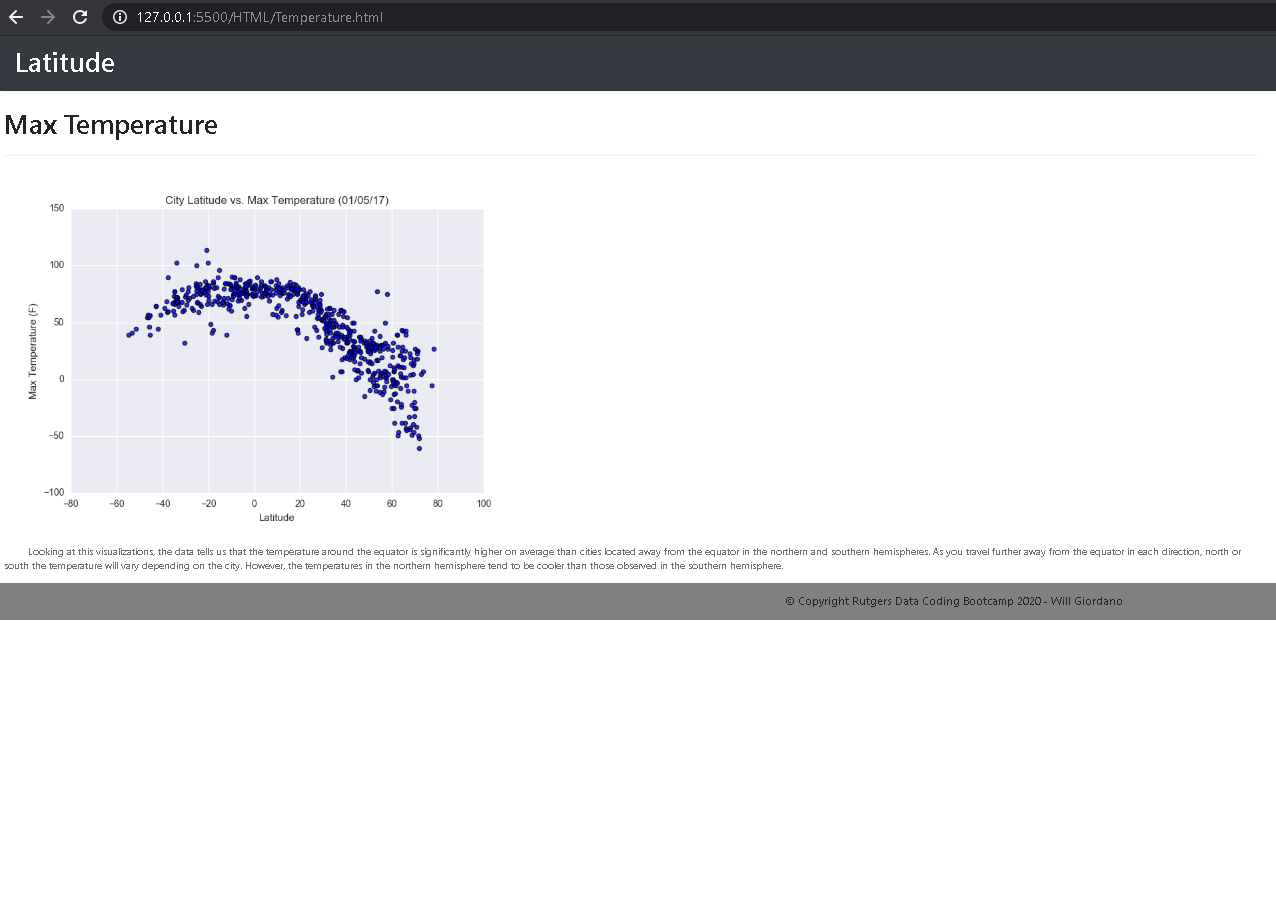 127.0.0.1:5500/HTML/Temperature.html
Latitude
Max Temperature
City Latitude vs. Max Temperature (01/05/17)
150
100
50
0
−50
−100
Max Temperature (F)
−80 −60 −40 −20 0 20 40 60 80 100
Latitude
Looking at this visualizations, the data tells us that the temperature around the equator is significantly higher on average than cities located away from the equator in the northern and southern hemispheres. As you travel further away from the equator in each direction, north or
south the temperature will vary depending on the city. However, the temperatures in the northern hemisphere tend to be cooler than those observed in the southern hemisphere.
© Copyright Rutgers Data Coding Bootcamp 2020 - Will Giordano